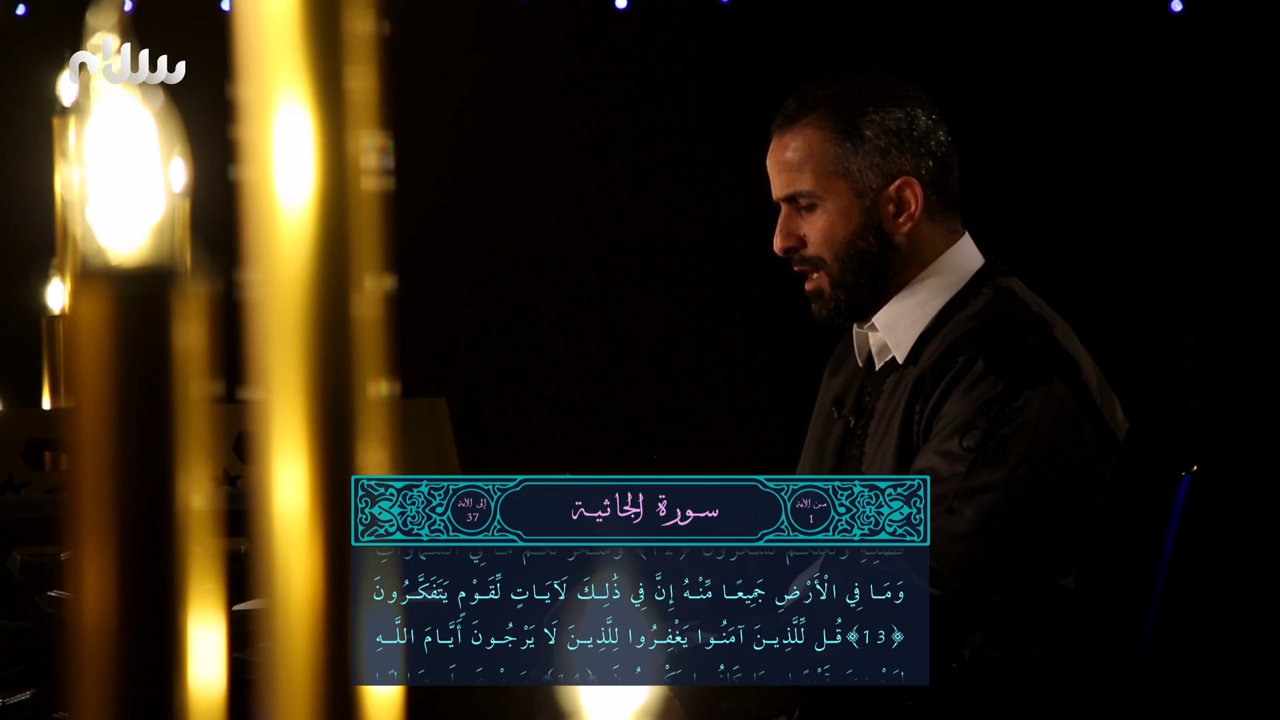 سلام
سورة الجاثية
من الآية
1
إلى الآية
37
وَمَا فِي الْأَرْضِ جَمِيعًا مِّنْهُ إِنَّ فِي ذَٰلِكَ لَآيَاتٍ لِّقَوْمٍ يَتَفَكَّرُونَ
﴿13﴾ قُل لِّلَّذِينَ آمَنُوا يَغْفِرُوا لِلَّذِينَ لَا يَرْجُونَ أَيَّامَ اللَّهِ